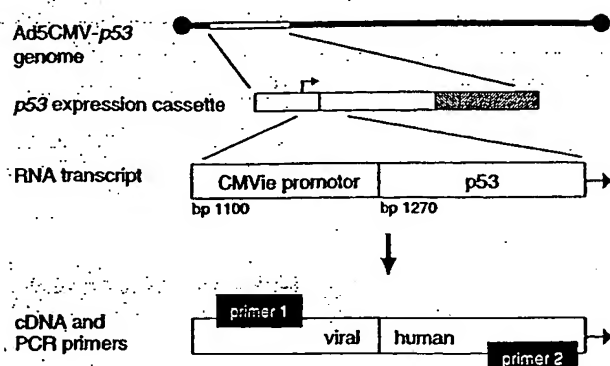 Ad5CMV-p53
genome
p53 expression cassette
RNA transcript
CMVie promotor
p53
bp 1100
bp 1270
cDNA and
PCR primers
primer 1
viral
human
primer 2